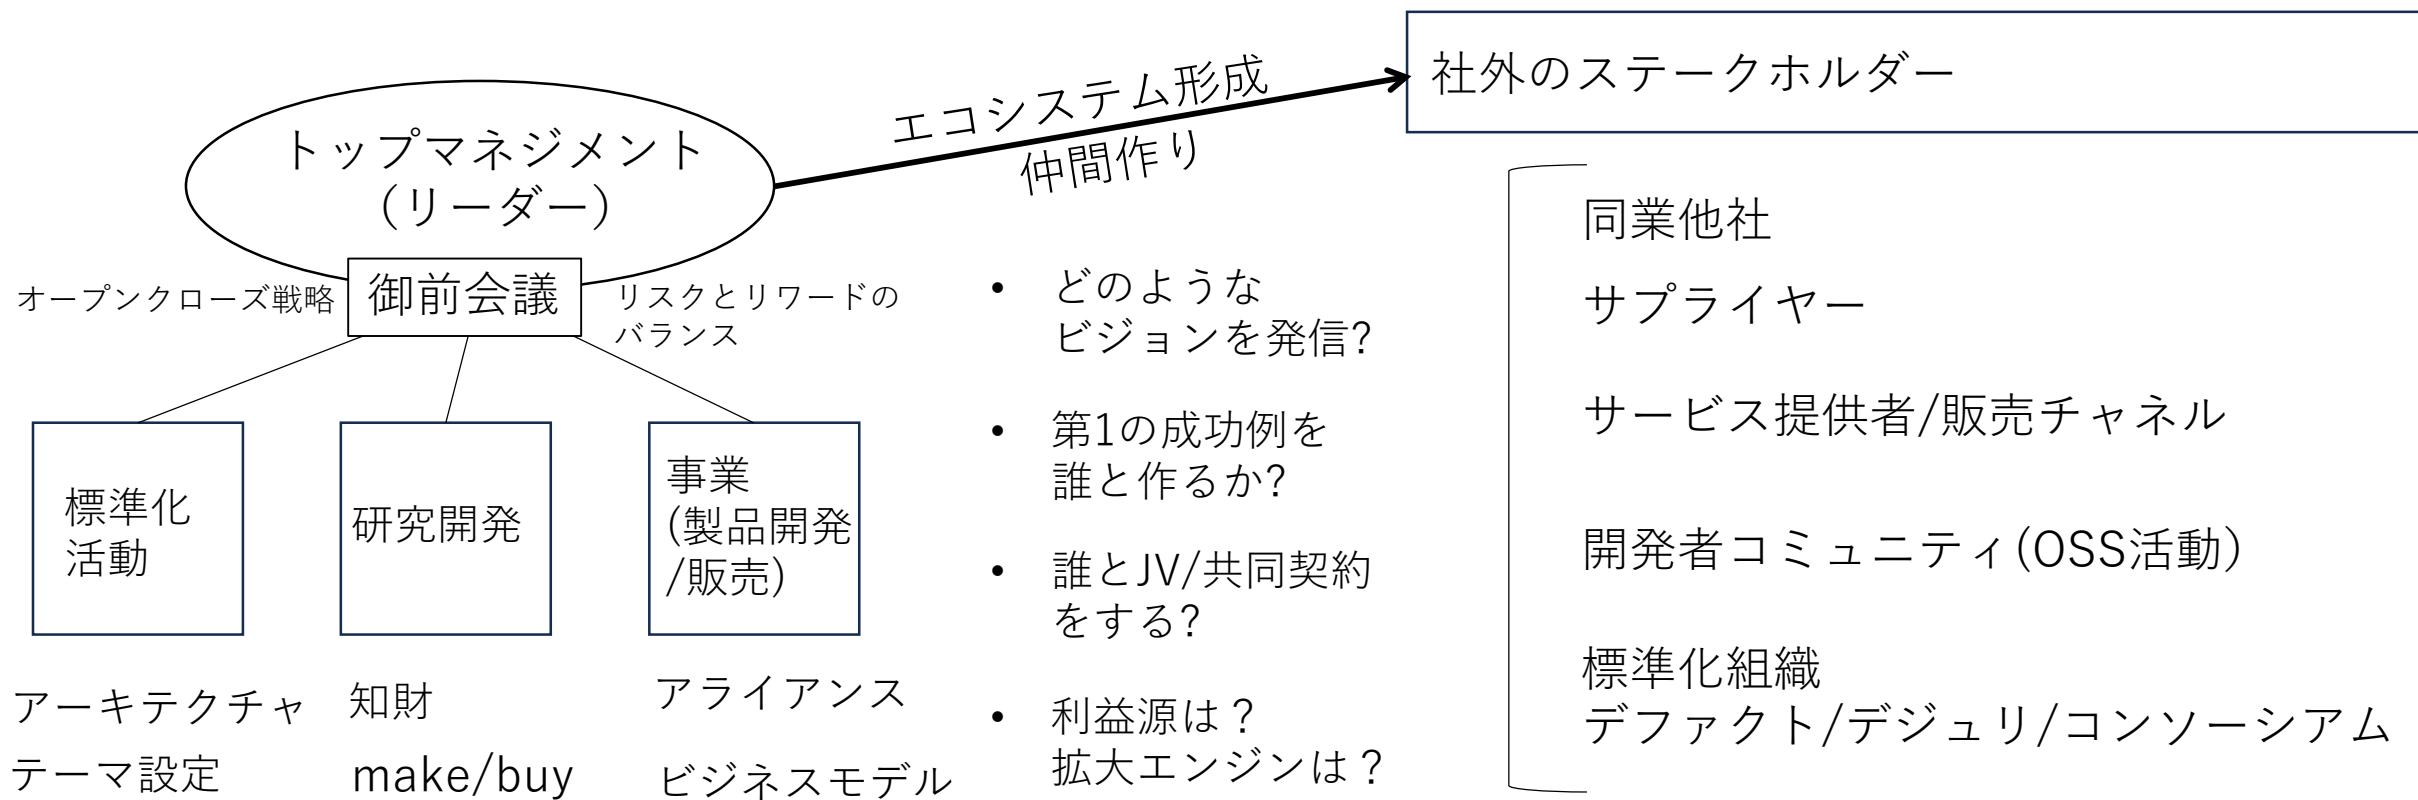 トップマネジメント
（リーダー）
御前会議
オープンクローズ戦略
リスクとリワードの
バランス
標準化
活動
研究開発
事業
(製品開発
/販売)
アーキテクチャ
テーマ設定
知財
make/buy
アライアンス
ビジネスモデル
エコシステム形成
仲間作り
• どのような
ビジョンを発信?
• 第1の成功例を
誰と作るか?
• 誰とJV/共同契約
をする?
• 利益源は？
拡大エンジンは？
社外のステークホルダー
同業他社
サプライヤー
サービス提供者/販売チャネル
開発者コミュニティ(OSS活動)
標準化組織
デファクト/デジュリ/コンソーシアム